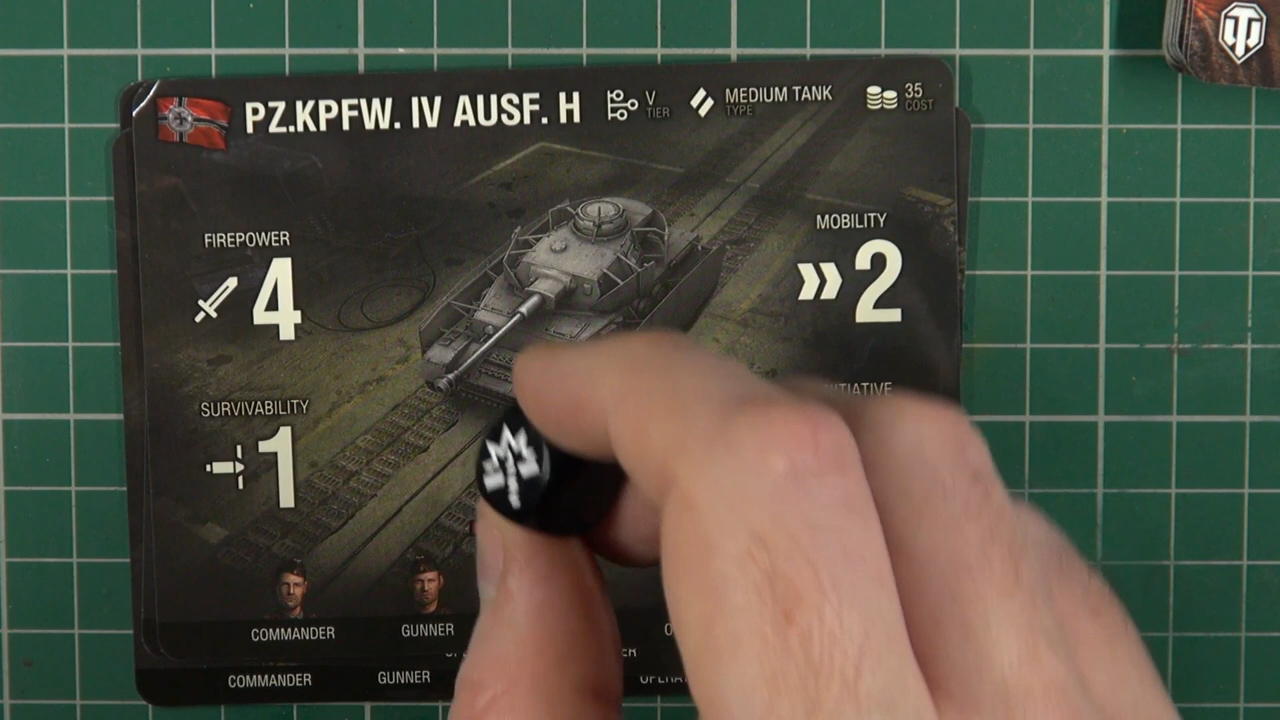 PZ.KPFW. IV AUSF. H
V
TIER
MEDIUM TANK
TYPE
35
COST
FIREPOWER
4
MOBILITY
2
SURVIVABILITY
1
COMMANDER
GUNNER
COMMANDER
GUNNER